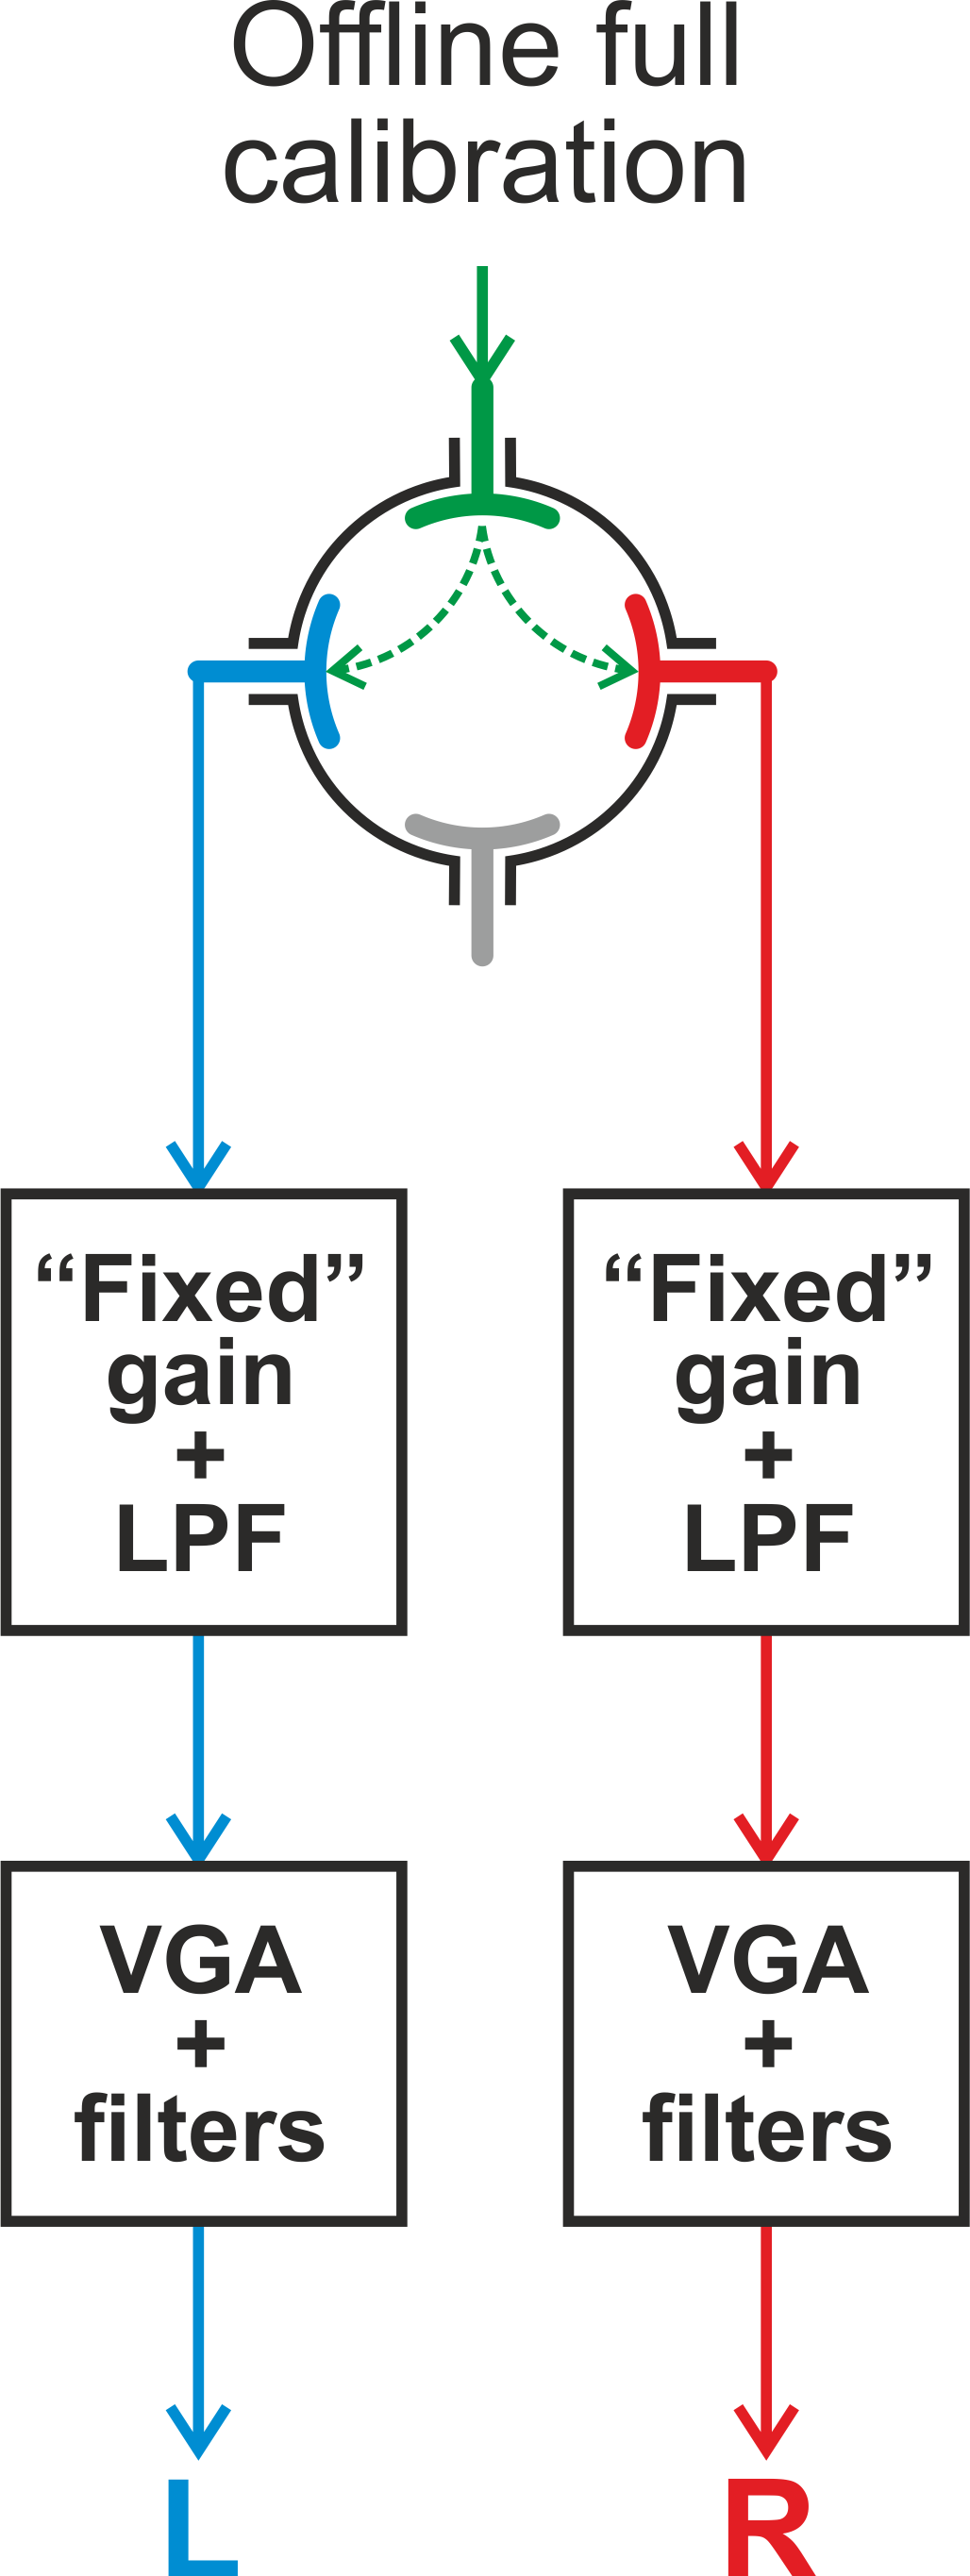 Offline full
calibration
“Fixed”
gain
+
LPF
“Fixed”
gain
+
LPF
VGA
+
filters
VGA
+
filters
L
R